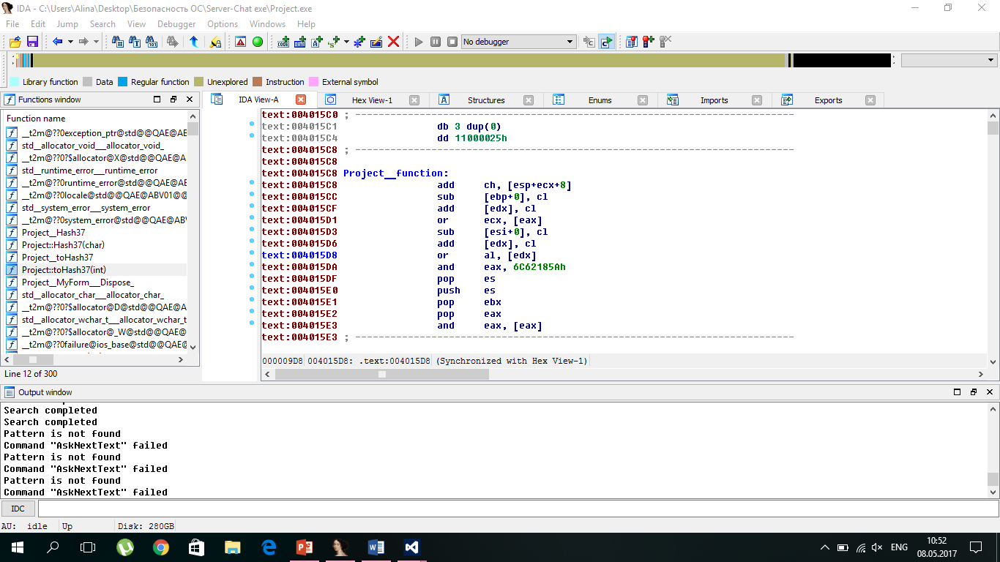 IDA - C:\Users\Alina\Desktop\Безопасность ОС\Server-Chat exe\Project.exe
File Edit Jump Search View Debugger Options Windows Help
No debugger
Library function Data Regular function Unexplored Instruction External symbol
Functions window
IDA View-A Hex View-1 Structures Enums Imports Exports
Function name
__t2m@??0exception_ptr@std@@QAE@AB
std__allocator_void___allocator_void_
__t2m@??0?$allocator@X@std@@QAE@A
std__runtime_error___runtime_error
__t2m@??0runtime_error@std@@QAE@AB
__t2m@??0locale@std@@QAE@ABV01@@
std__system_error___system_error
__t2m@??0system_error@std@@QAE@AB
Project__Hash37
Project::Hash37(char)
Project__toHash37
Project::toHash37(int)
Project__MyForm___Dispose_
std__allocator_char___allocator_char_
__t2m@??0?$allocator@D@std@@QAE@A
std__allocator_wchar_t___allocator_wchar_t
__t2m@??0?$allocator@_W@std@@QAE@
__t2m@??0failure@ios_base@std@@QAE@
Line 12 of 300
text:004015C0 ; ---------------------------------------------------------------------------
text:004015C1 db 3 dup(0)
text:004015C4 dd 11000025h
text:004015C8 ; ---------------------------------------------------------------------------
text:004015C8
text:004015C8 Project__function:
text:004015C8 add ch, [esp+ecx+8]
text:004015CC sub [ebp+0], cl
text:004015CF add [edx], cl
text:004015D1 or ecx, [eax]
text:004015D3 sub [esi+0], cl
text:004015D6 add [edx], cl
text:004015D8 or al, [edx]
text:004015DA and eax, 6C62185Ah
text:004015DF pop es
text:004015E0 push es
text:004015E1 pop ebx
text:004015E2 pop eax
text:004015E3 and eax, [eax]
text:004015E3 ; ---------------------------------------------------------------------------
000009D8 004015D8: .text:004015D8 (Synchronized with Hex View-1)
Output window
Search completed
Search completed
Pattern is not found
Command "AskNextText" failed
Pattern is not found
Command "AskNextText" failed
Pattern is not found
Command "AskNextText" failed
IDC
AU: idle Up Disk: 280GB
ENG
10:52
08.05.2017